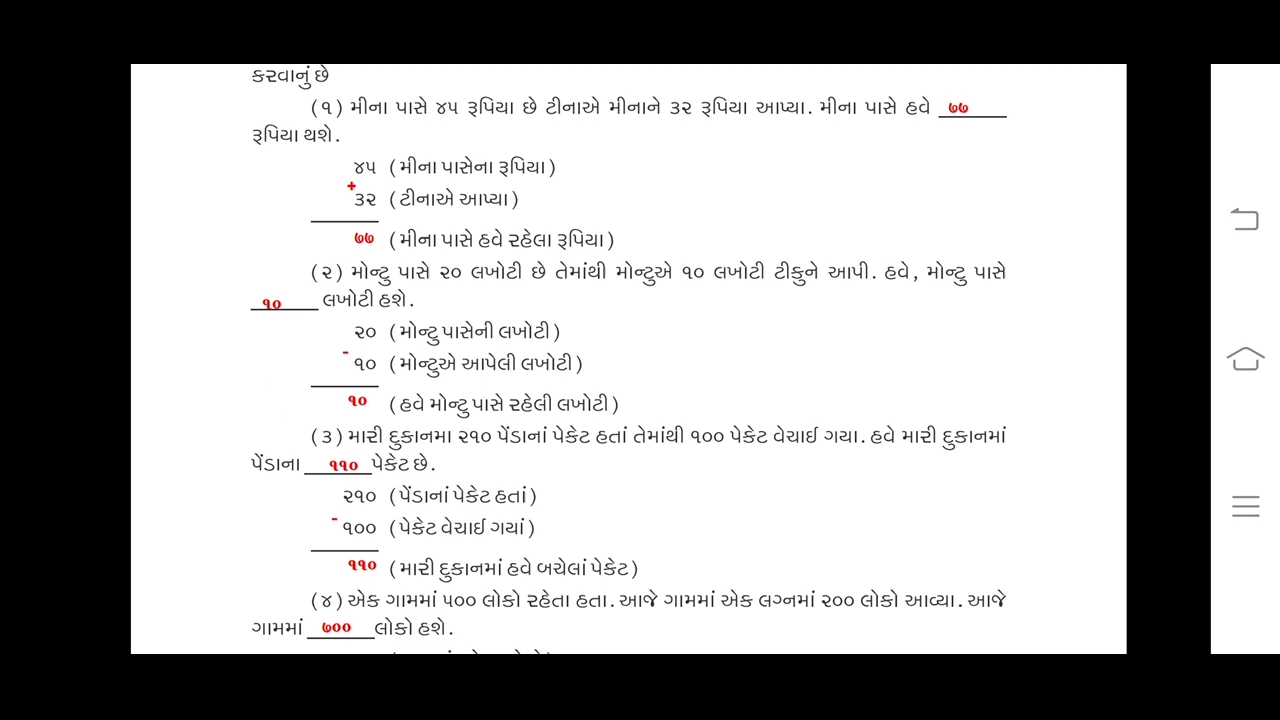 કરવાનું છે
(૧) મીના પાસે ૪૫ રૂપિયા છે ટીનાએ મીનાને ૩૨ રૂપિયા આપ્યા. મીના પાસે હવે ૭૭
રૂપિયા થશે.
૪૫ (મીના પાસેના રૂપિયા)
+
૩૨ (ટીનાએ આપ્યા)
૭૭ (મીના પાસે હવે રહેલા રૂપિયા)
(૨) મોન્ટુ પાસે ૨૦ લખોટી છે તેમાંથી મોન્ટુએ ૧૦ લખોટી ટીકુને આપી. હવે, મોન્ટુ પાસે
૧૦ લખોટી હશે.
૨૦ (મોન્ટુ પાસેની લખોટી)
-
૧૦ (મોન્ટુએ આપેલી લખોટી)
૧૦ (હવે મોન્ટુ પાસે રહેલી લખોટી)
(૩) મારી દુકાનમા ૨૧૦ પેંડાનાં પેકેટ હતાં તેમાંથી ૧૦૦ પેકેટ વેચાઈ ગયા. હવે મારી દુકાનમાં
પેંડાના ૧૧૦ પેકેટ છે.
૨૧૦ (પેંડાનાં પેકેટ હતાં)
-
૧૦૦ (પેકેટ વેચાઈ ગયાં)
૧૧૦ (મારી દુકાનમાં હવે બચેલાં પેકેટ)
(૪) એક ગામમાં ૫૦૦ લોકો રહેતા હતા. આજે ગામમાં એક લગ્નમાં ૨૦૦ લોકો આવ્યા. આજે
ગામમાં ૭૦૦ લોકો હશે.